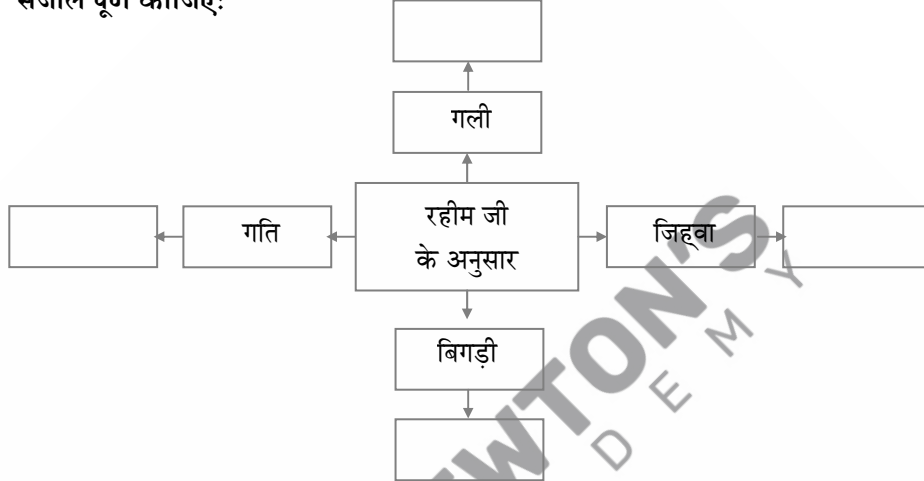 संजाल पूर्ण कीजिए:
गली
गति
रहीम जी
के अनुसार
जिह्‌वा
बिगड़ी